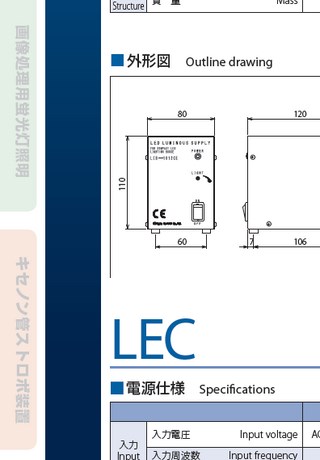 質量 Mass
Structure
画像処理用蛍光灯照明
キセノン管ストロボ装置
■外形図 Outline drawing
80
120
LED LUMINOUS SUPPLY
POWER
LIGHT
110
CE
ON
OFF
60
7
106
LEC
■電源仕様 Specifications
入力
Input
入力電圧 Input voltage AC
入力周波数 Input frequency